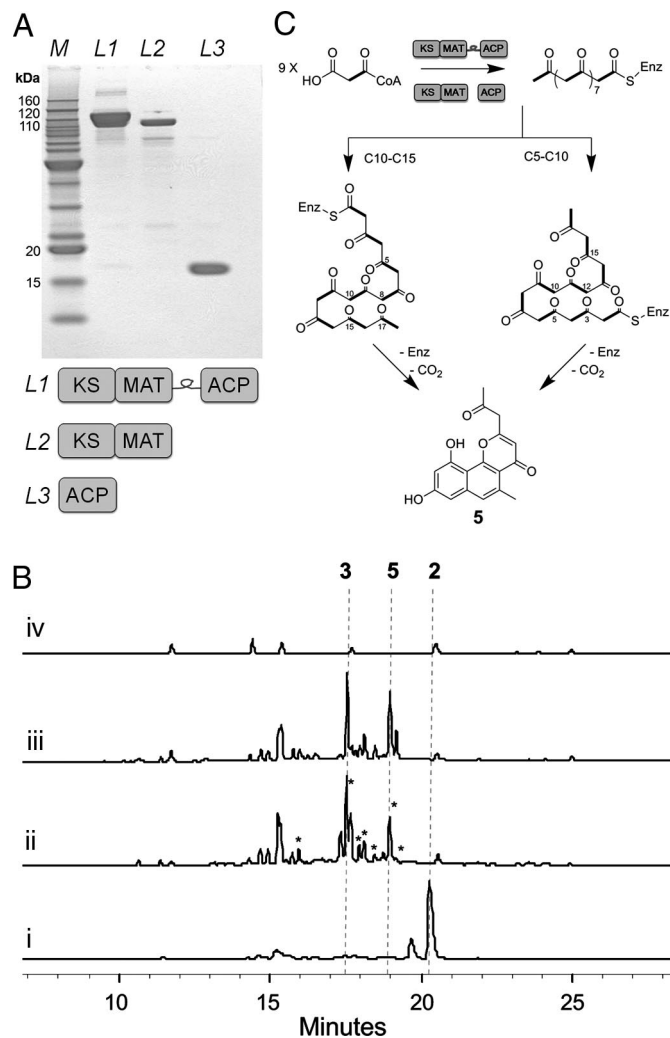 A
M L1 L2 L3
kDa
160
120
110
20
15
L1 KS MAT ACP
L2 KS MAT
L3 ACP
C
9 X
O O
HO CoA
KS MAT ACP
KS MAT ACP
O O O
7 S Enz
C10-C15 C5-C10
Enz S O
O
5
O O O
10 8
O O O O
15 17
O
15
O O O
10 12
O O O O
5 3 S Enz
- Enz
- CO2
- Enz
- CO2
O
OH O
HO O
5
B
3 5 2
iv
iii
ii * * * * * * *
i
10 15 20 25
Minutes